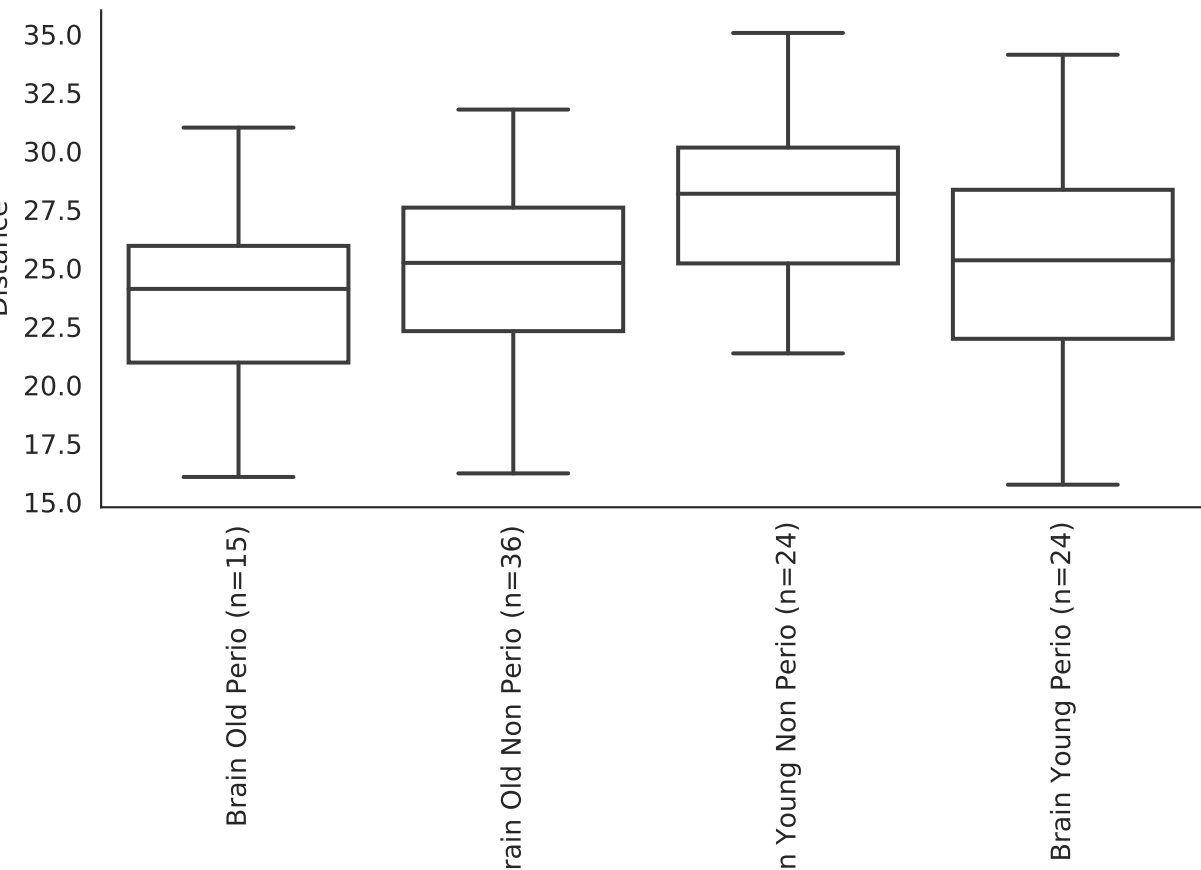 35.0
32.5
30.0
27.5
25.0
22.5
20.0
17.5
15.0
Distance
Brain Old Perio (n=15)
rain Old Non Perio (n=36)
n Young Non Perio (n=24)
Brain Young Perio (n=24)